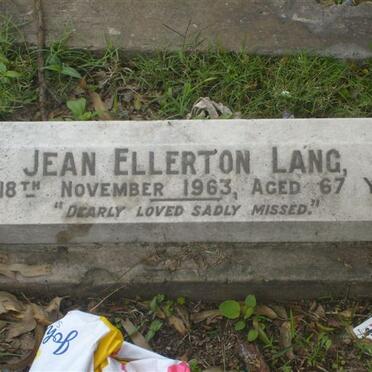 JEAN ELLERTON LANG,
18TH NOVEMBER 1963, AGED 67 Y
"DEARLY LOVED SADLY MISSED."